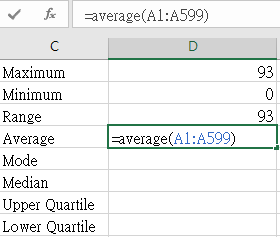 fx =average(A1:A599)
C D
Maximum 93
Minimum 0
Range 93
Average =average(A1:A599)
Mode
Median
Upper Quartile
Lower Quartile